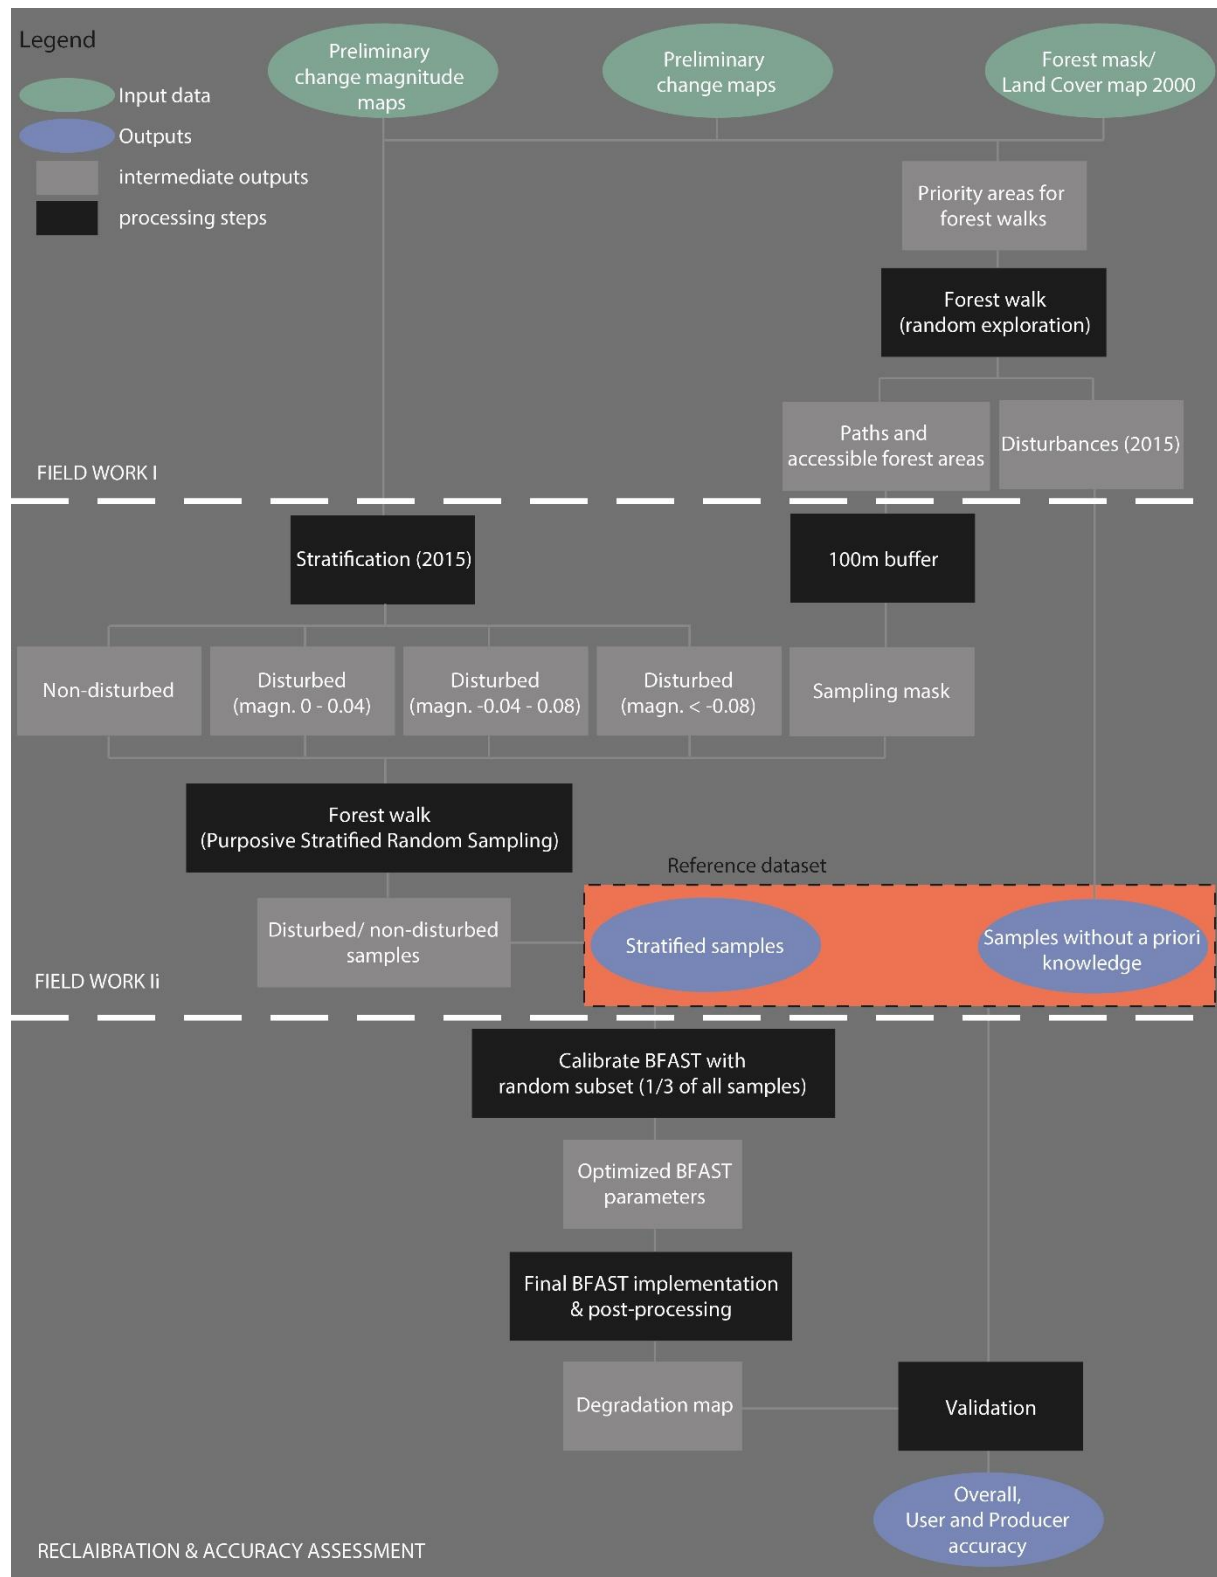 Legend
Input data
Outputs
intermediate outputs
processing steps
Preliminary
change magnitude
maps
Preliminary
change maps
Forest mask/
Land Cover map 2000
Priority areas for
forest walks
Forest walk
(random exploration)
Paths and
accessible forest areas
Disturbances (2015)
FIELD WORK I
Stratification (2015)
100m buffer
Non-disturbed
Disturbed
(magn. 0 - 0.04)
Disturbed
(magn. -0.04 - 0.08)
Disturbed
(magn. < -0.08)
Sampling mask
Forest walk
(Purposive Stratified Random Sampling)
Reference dataset
Disturbed/ non-disturbed
samples
Stratified samples
Samples without a priori
knowledge
FIELD WORK Ii
Calibrate BFAST with
random subset (1/3 of all samples)
Optimized BFAST
parameters
Final BFAST implementation
& post-processing
Degradation map
Validation
Overall,
User and Producer
accuracy
RECLAIBRATION & ACCURACY ASSESSMENT